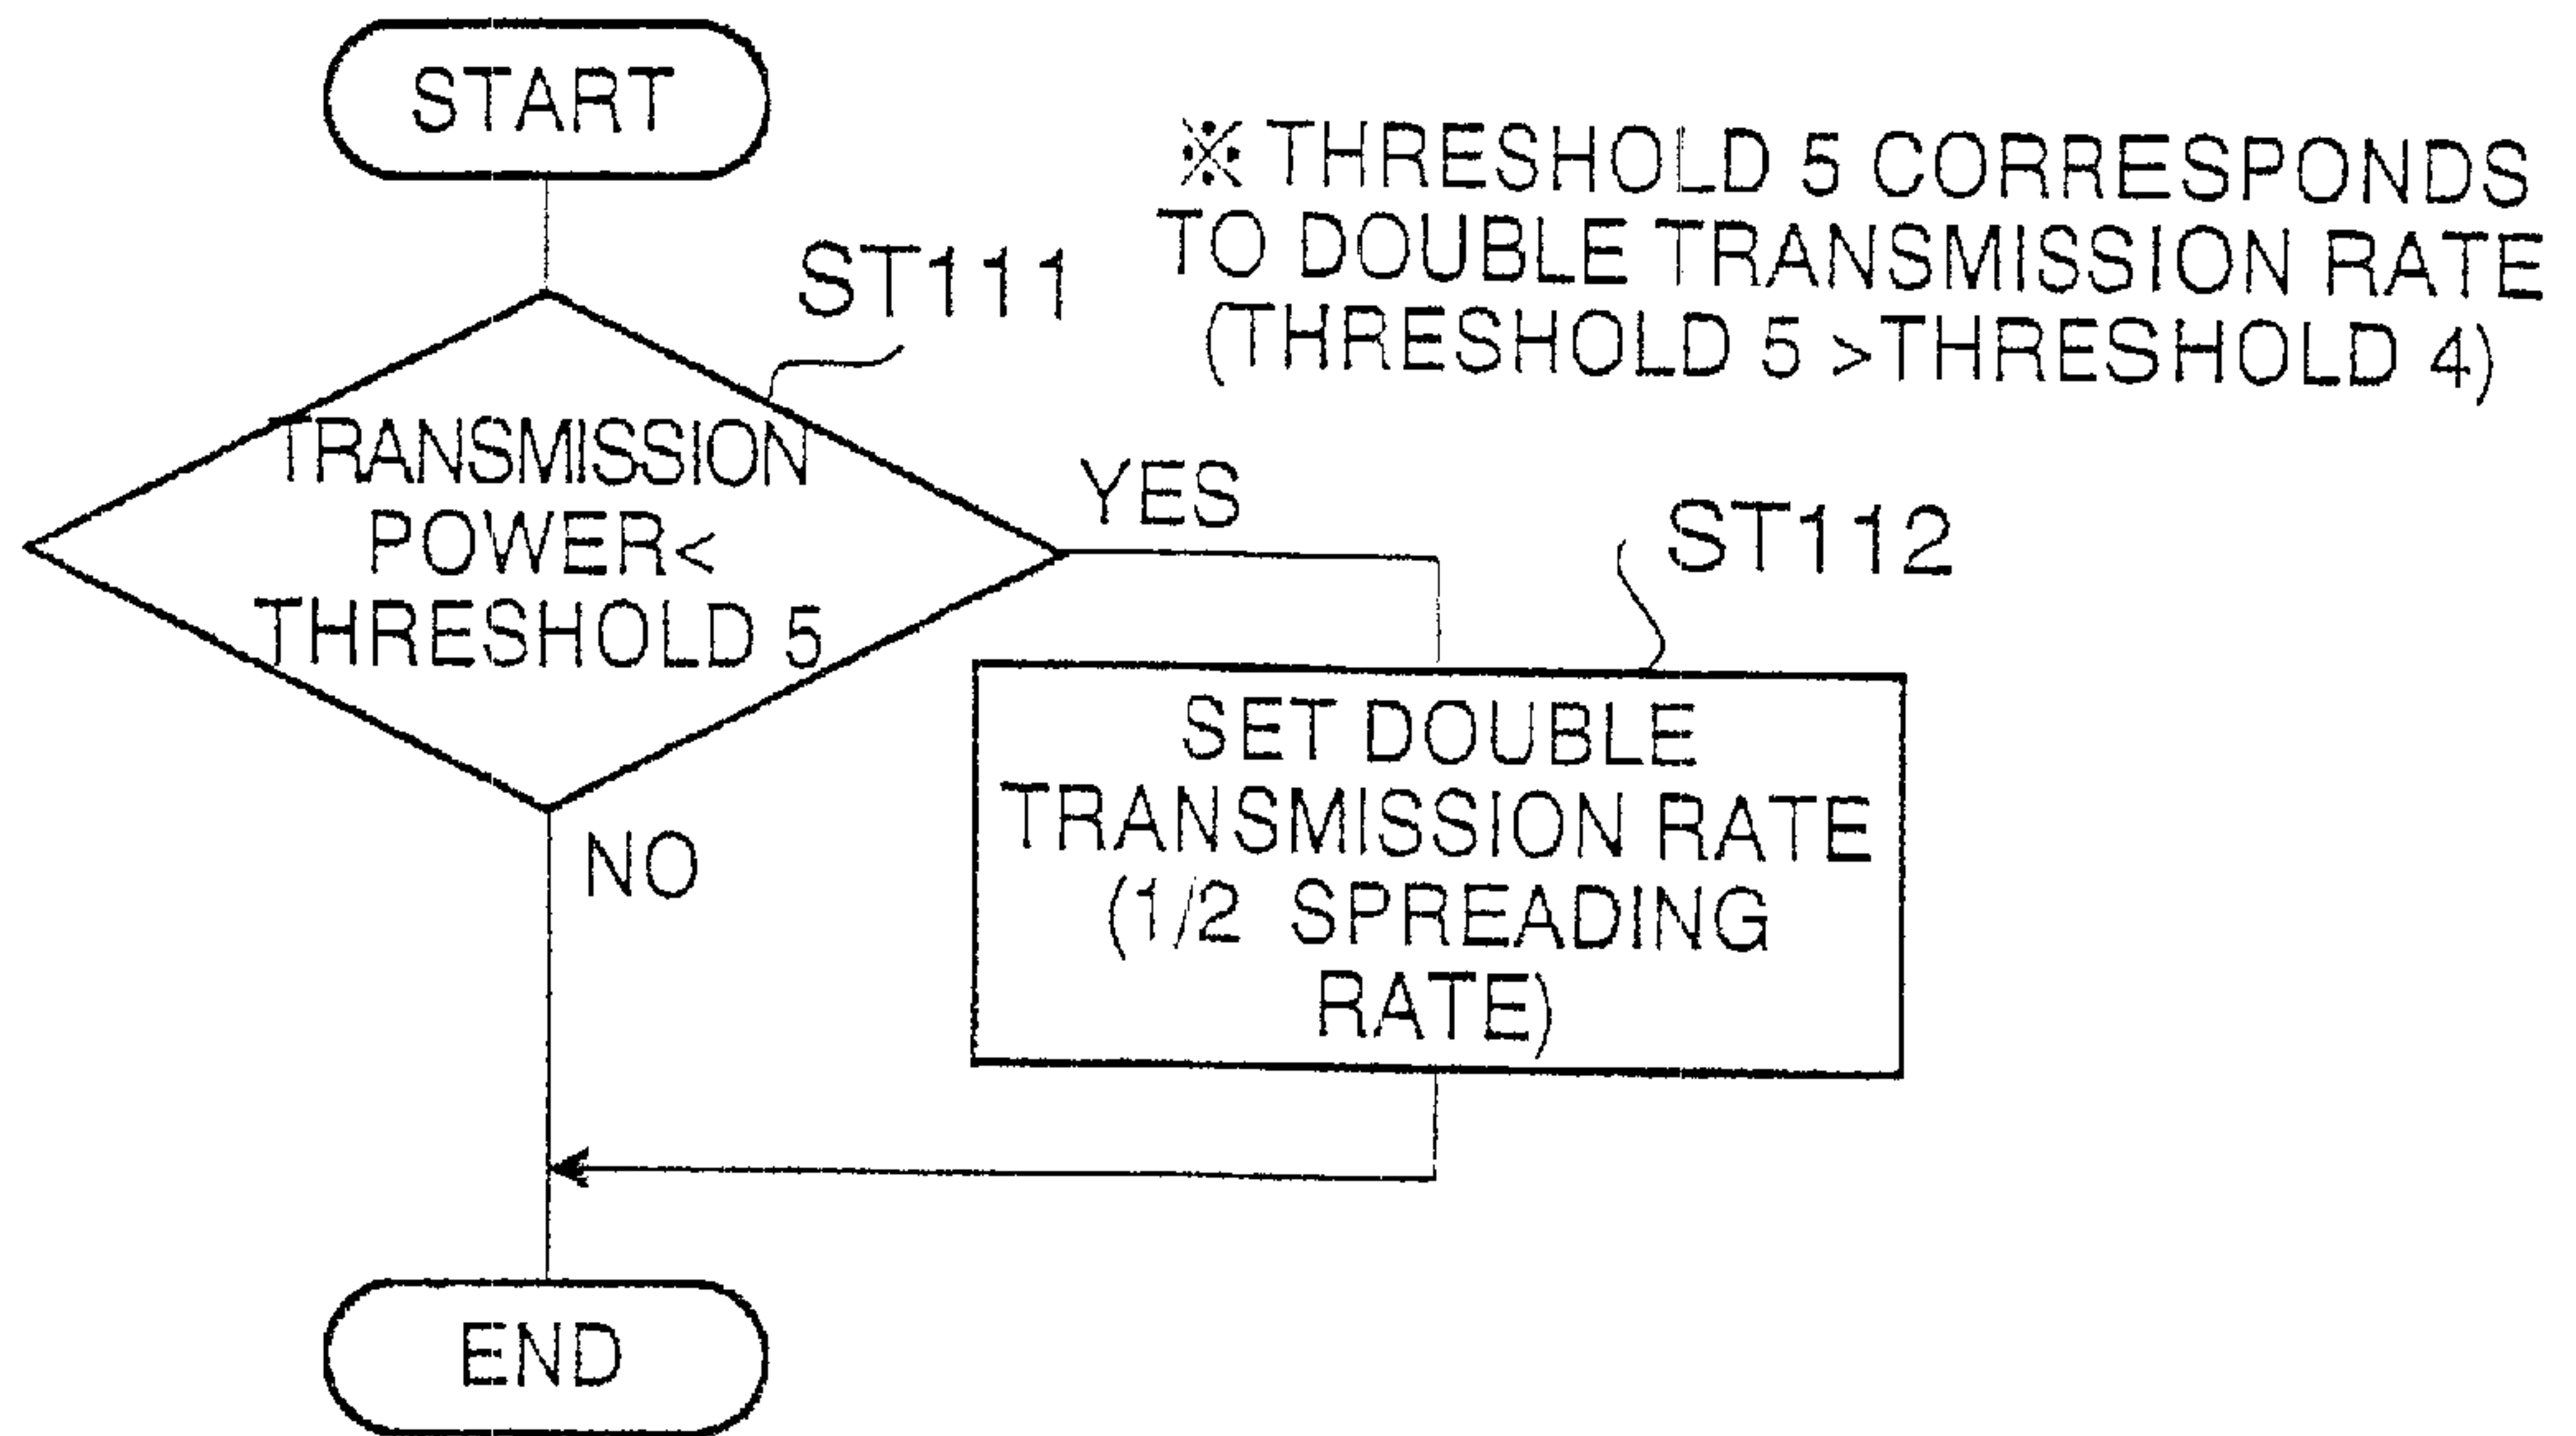 START
※ THRESHOLD 5 CORRESPONDS
TO DOUBLE TRANSMISSION RATE
(THRESHOLD 5 >THRESHOLD 4)
ST111
TRANSMISSION
POWER<
THRESHOLD 5
YES
ST112
SET DOUBLE
TRANSMISSION RATE
(1/2 SPREADING
RATE)
NO
END